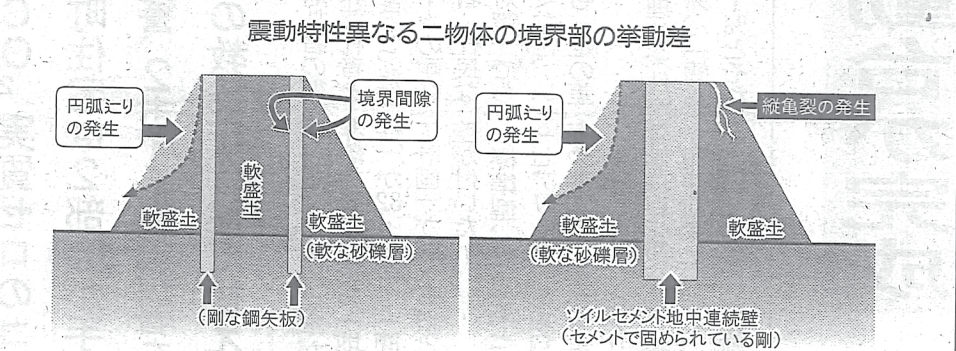 震動特性異なる二物体の境界部の挙動差
円弧辷り
の発生
境界間隙
の発生
軟盛土
軟盛土
軟盛土
(軟な砂礫層)
(剛な鋼矢板)
円弧辷り
の発生
縦亀裂の発生
軟盛土
(軟な砂礫層)
軟盛土
ソイルセメント地中連続壁
(セメントで固められている剛)